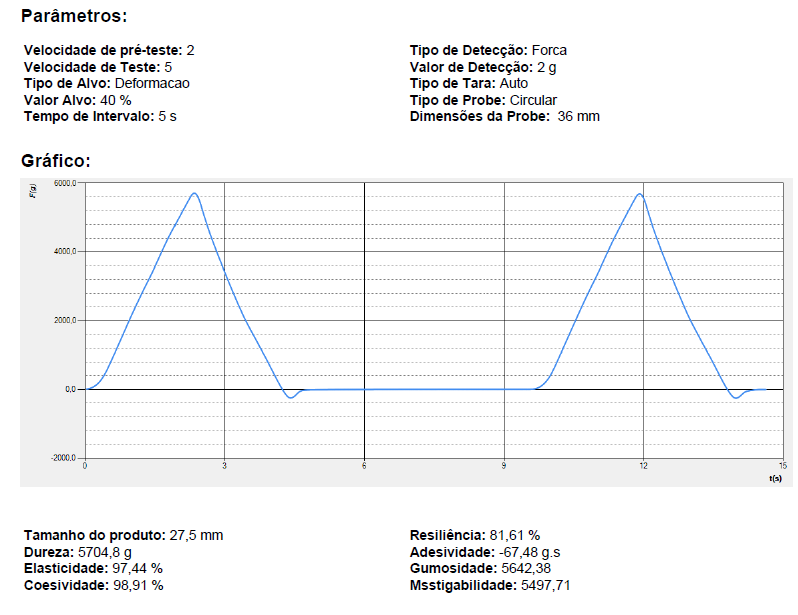 Parâmetros:
Velocidade de pré-teste: 2
Velocidade de Teste: 5
Tipo de Alvo: Deformacao
Valor Alvo: 40 %
Tempo de Intervalo: 5 s
Tipo de Detecção: Forca
Valor de Detecção: 2 g
Tipo de Tara: Auto
Tipo de Probe: Circular
Dimensões da Probe: 36 mm
Gráfico:
F(g)
6000,0
4000,0
2000,0
0,0
-2000,0
0
3
6
9
12
15
t(s)
Tamanho do produto: 27,5 mm
Dureza: 5704,8 g
Elasticidade: 97,44 %
Coesividade: 98,91 %
Resiliência: 81,61 %
Adesividade: -67,48 g.s
Gumosidade: 5642,38
Msstigabilidade: 5497,71